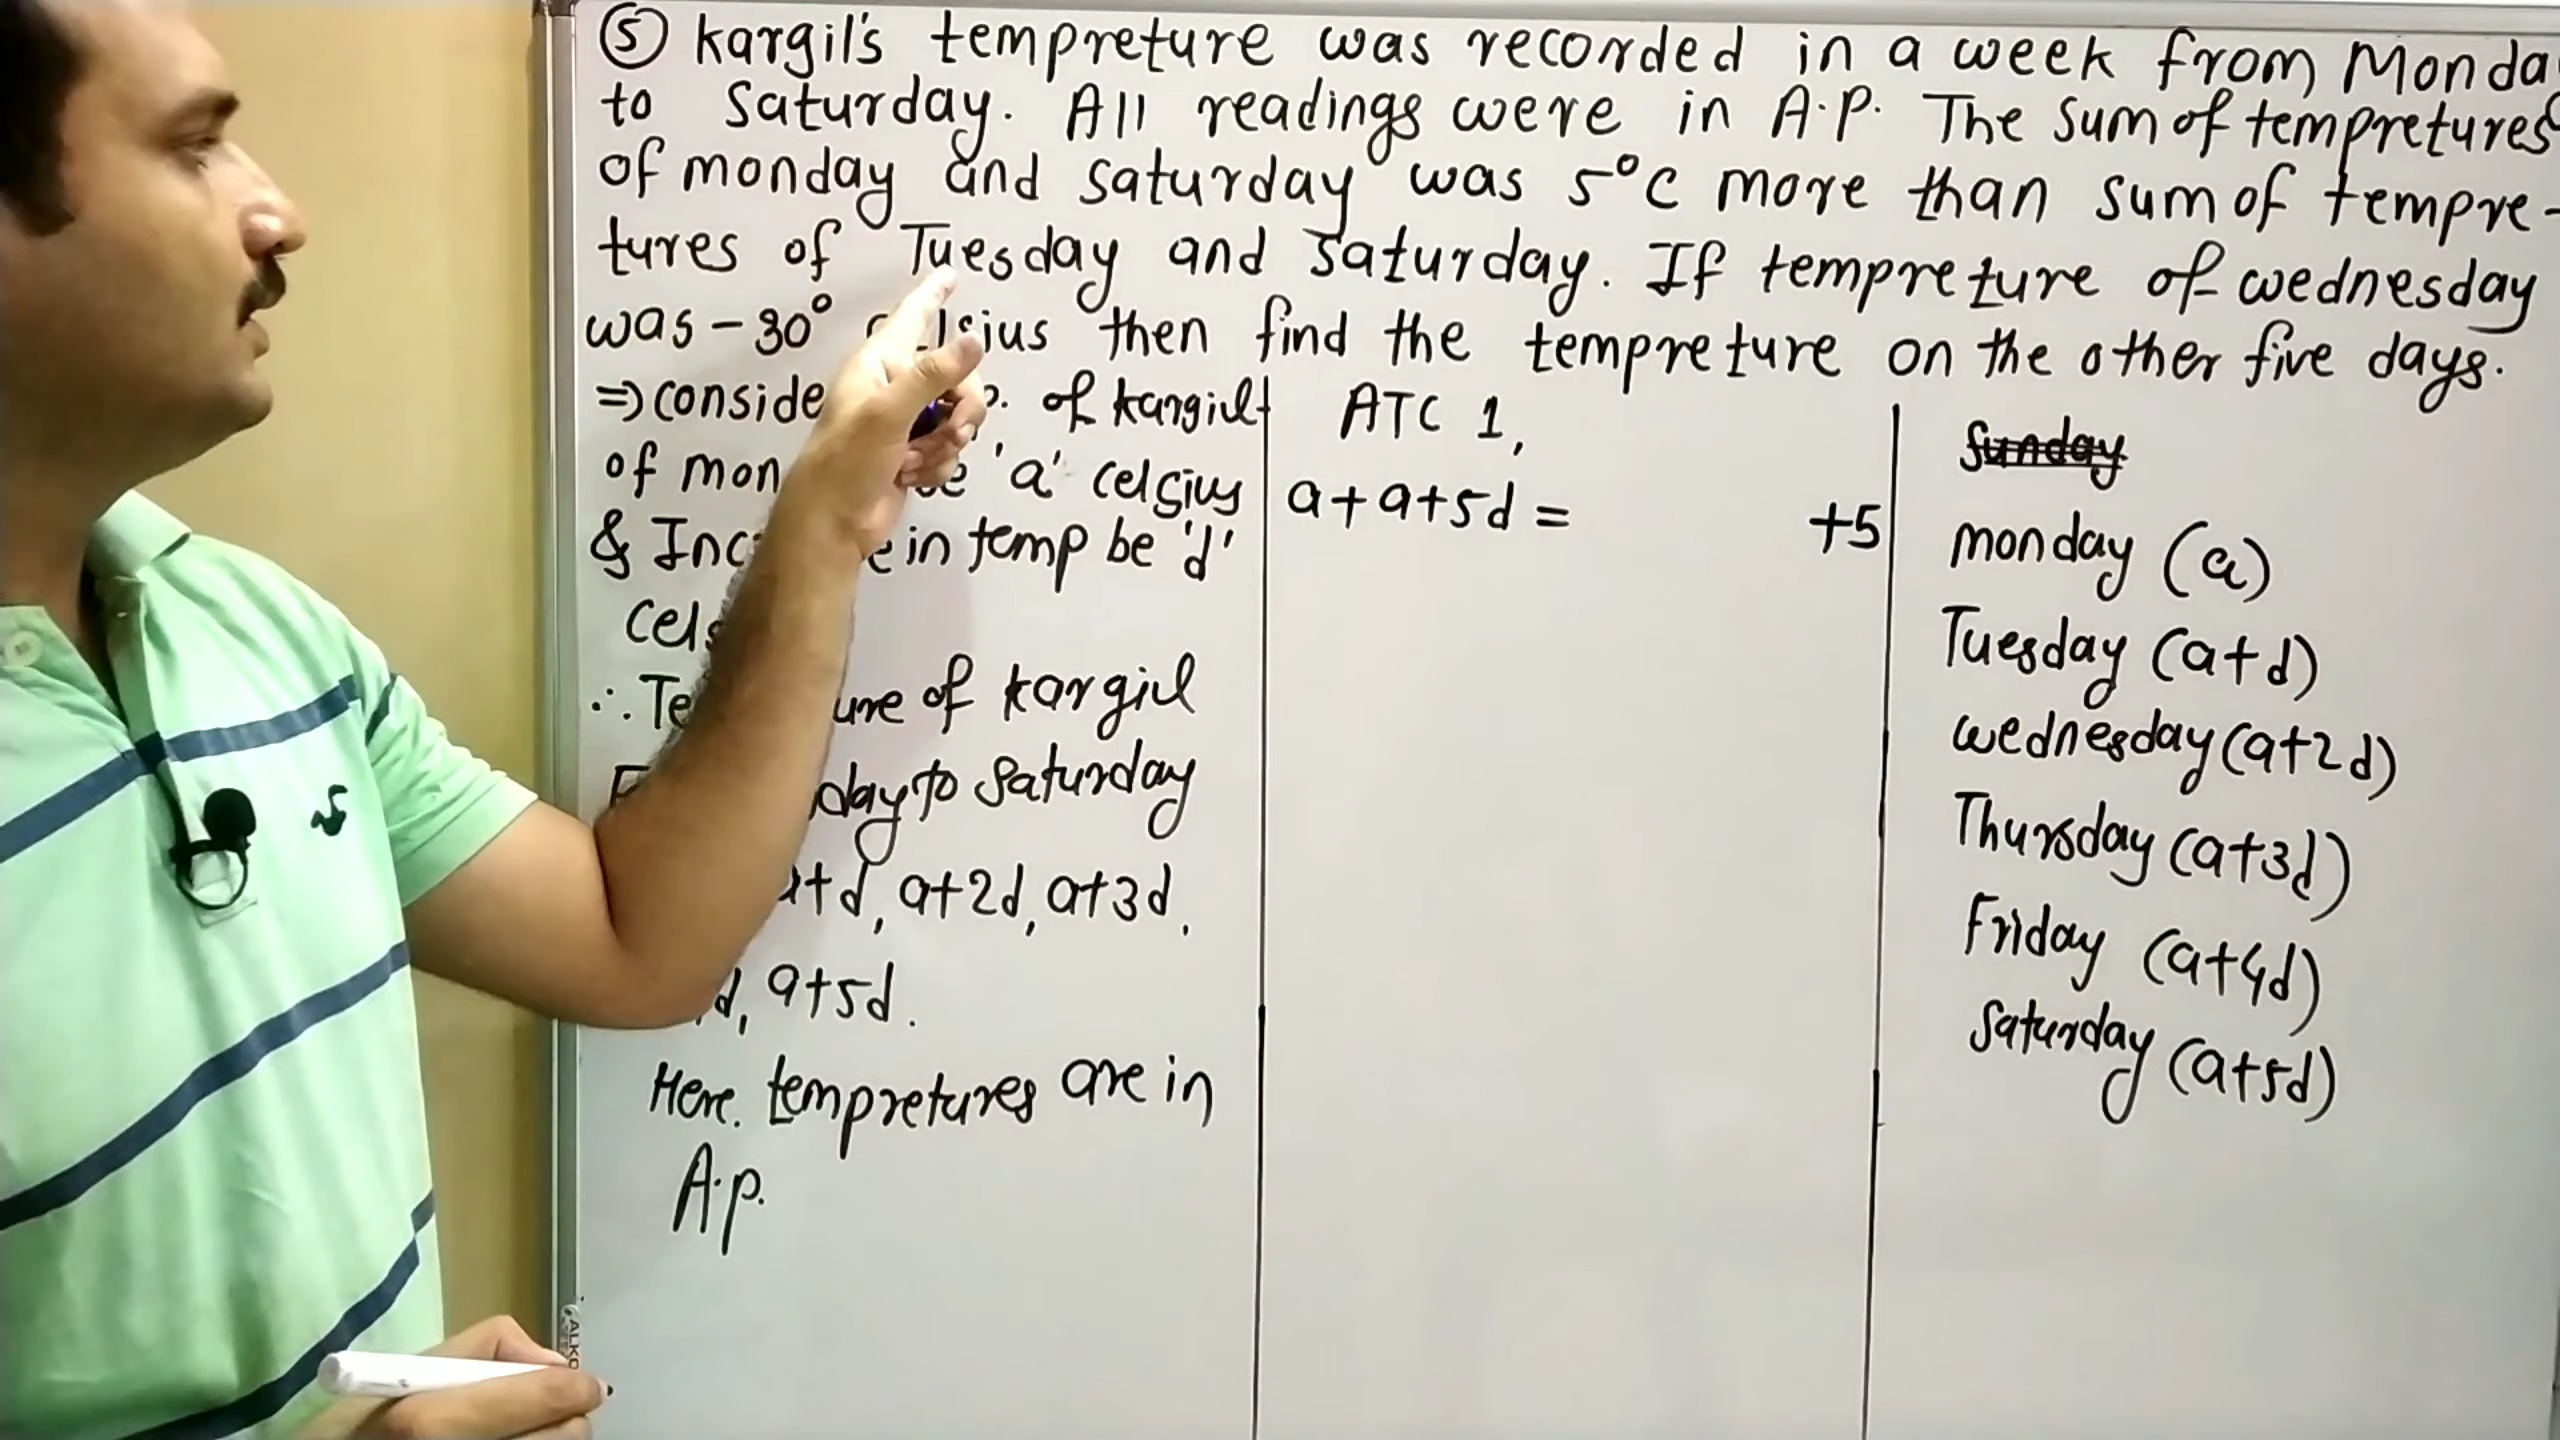 ⑤ kargil's tempreture was recorded in a week from Monda
to Saturday. All readings were in A.P. The sum of tempretures
of monday and saturday was 5°C more than sum of tempre-
tures of Tuesday and Saturday. If tempreture of wednesday
was -30° celsius then find the tempreture on the other five days.
⇒ conside p. of kargil
of mon 'a' celsius
& Inc e in temp be 'd'
Cels
∴ Te ure of kargil
day to Saturday
a+d, a+2d, a+3d.
d, a+5d.
Here. tempretures are in
A.p.
ATC 1,
a+a+5d = +5
Sunday
monday (a)
Tuesday (a+d)
wednesday (a+2d)
Thursday (a+3d)
Friday (a+4d)
Saturday (a+5d)